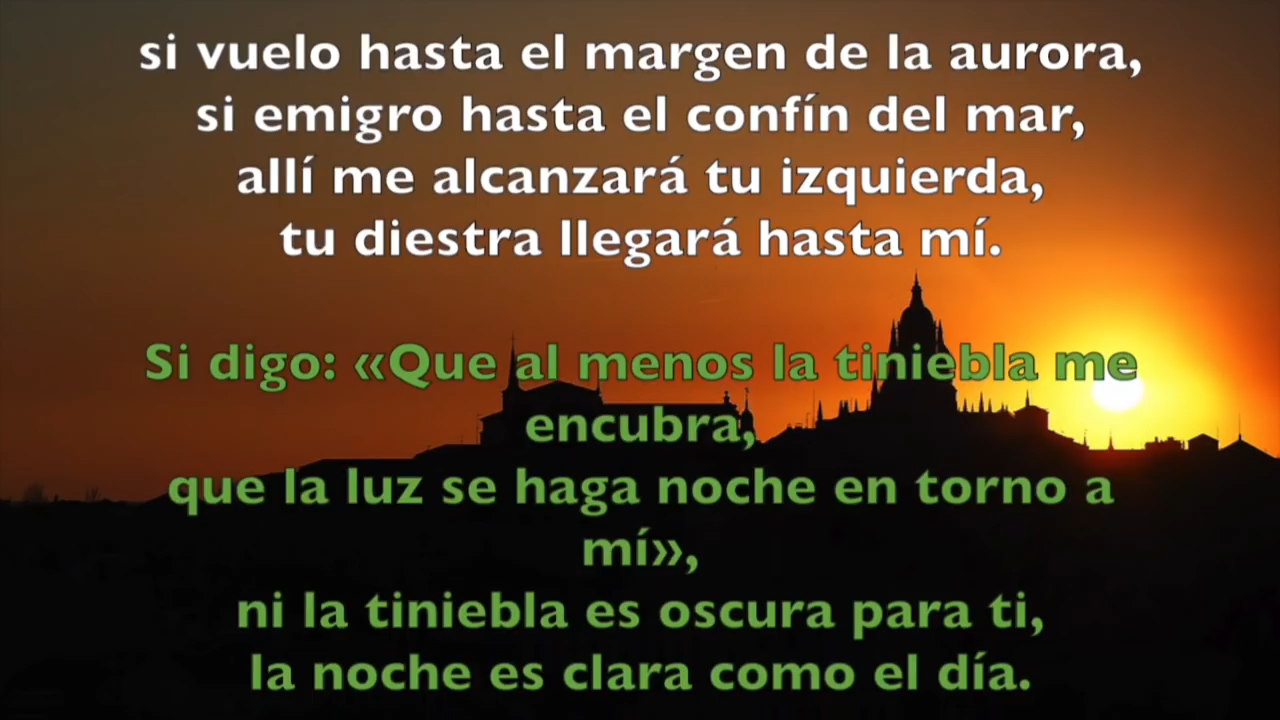 si vuelo hasta el margen de la aurora,
si emigro hasta el confín del mar,
allí me alcanzará tu izquierda,
tu diestra llegará hasta mí.
Si digo: «Que al menos la tiniebla me
encubra,
que la luz se haga noche en torno a
mí»,
ni la tiniebla es oscura para ti,
la noche es clara como el día.